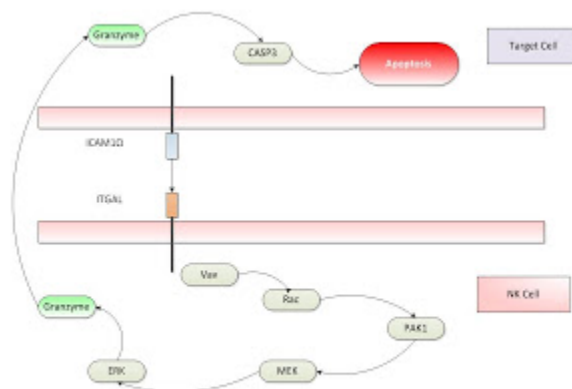 Granzyme
CASP3
Apoptosis
Target Cell
ICAM1
ITGAL
Vav
Rac
NK Cell
Granzyme
PAK1
ERK
MEK